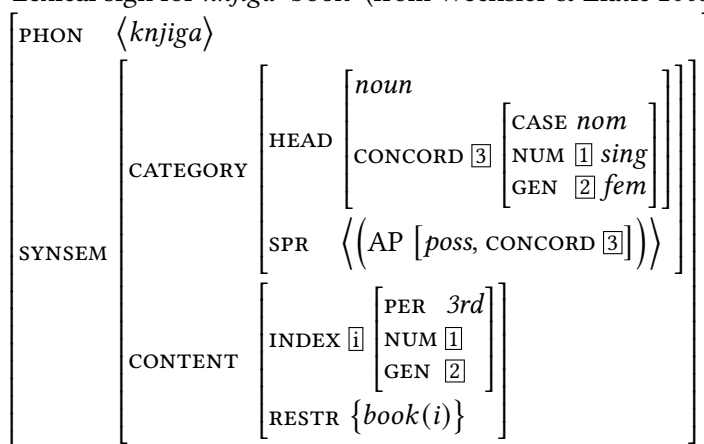 Lexical sign for knjiga 'book' (from Wechsler & Zlatić 2003
PHON ⟨knjiga⟩
noun
CASE nom
HEAD
CONCORD 3 NUM 1 sing
CATEGORY
GEN 2 fem
SYNSEM
SPR ⟨(AP [poss, CONCORD 3])⟩
PER 3rd
INDEX i NUM 1
CONTENT
GEN 2
RESTR {book(i)}